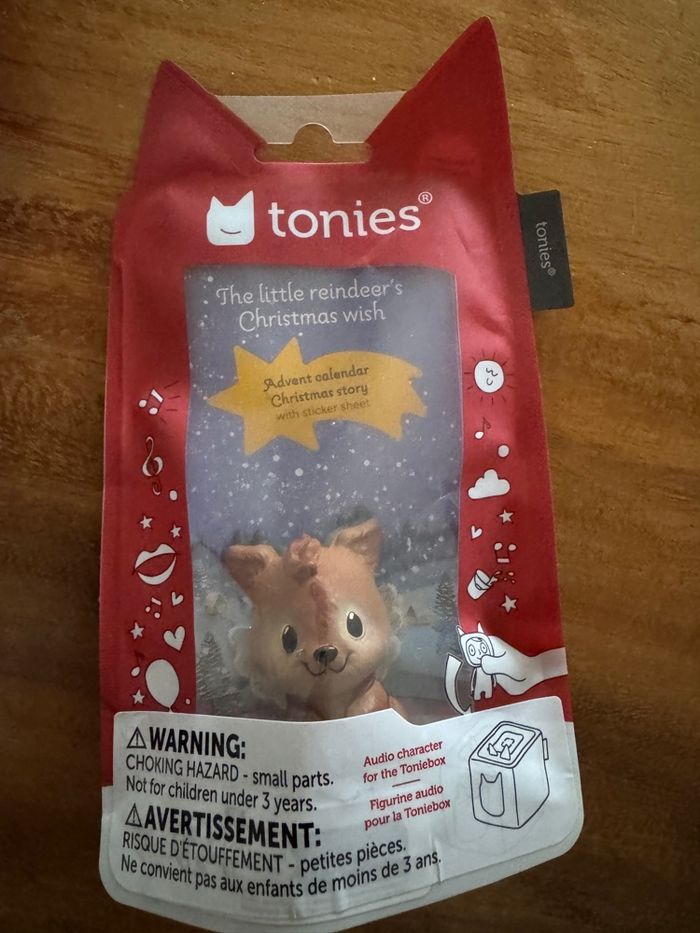 tonies®
tonies®
The little reindeer's
Christmas wish
Advent calendar
Christmas story
with sticker sheet
⚠WARNING:
CHOKING HAZARD - small parts.
Not for children under 3 years.
⚠AVERTISSEMENT:
RISQUE D'ÉTOUFFEMENT - petites pièces.
Ne convient pas aux enfants de moins de 3 ans.
Audio character
for the Toniebox
Figurine audio
pour la Toniebox